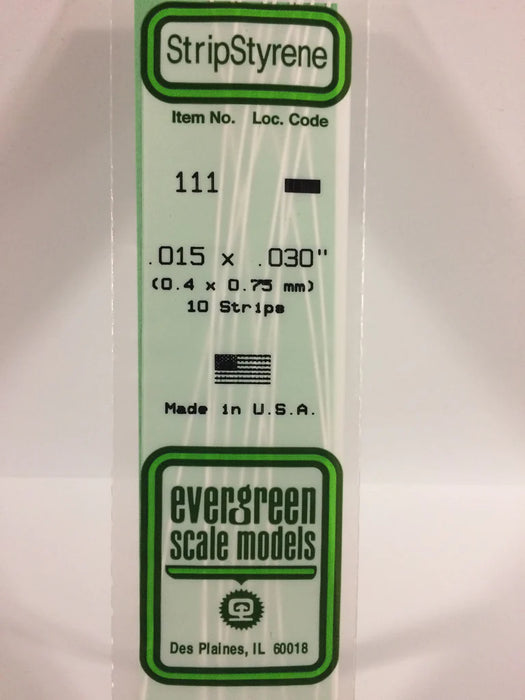 StripStyrene
Item No. Loc. Code
111
.015 x .030"
(0.4 x 0.75 mm)
10 Strips
Made in U.S.A.
evergreen
scale models
Des Plaines, IL 60018